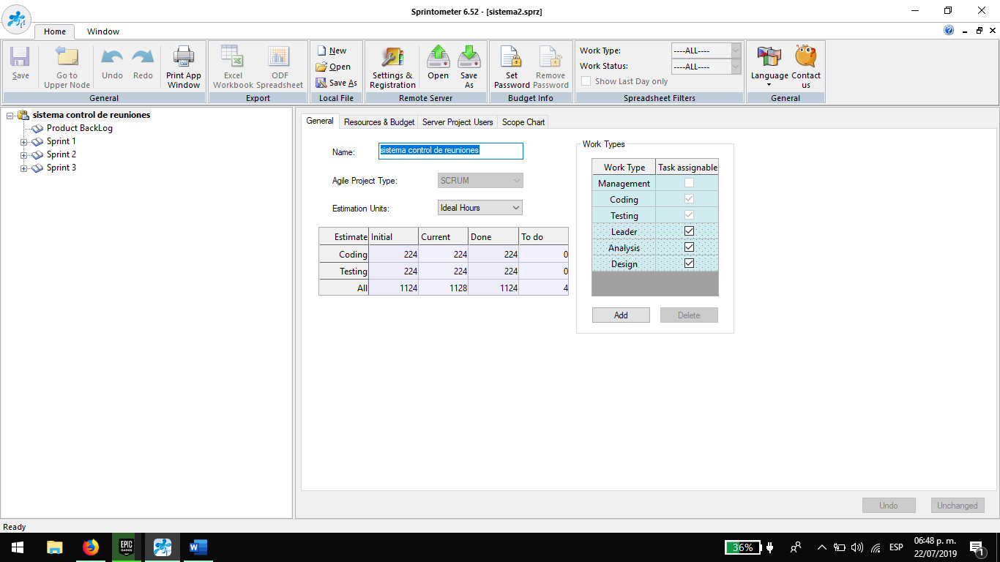 Sprintometer 6.52 - [sistema2.sprz]
Home Window
Save
Go to Upper Node
Undo
Redo
Print App Window
General
Excel Workbook
ODF Spreadsheet
Export
New
Open
Save As
Local File
Settings & Registration
Open
Save As
Remote Server
Set Password
Remove Password
Budget Info
Work Type: ----ALL----
Work Status: ----ALL----
Show Last Day only
Spreadsheet Filters
Language
Contact us
General
sistema control de reuniones
Product BackLog
Sprint 1
Sprint 2
Sprint 3
General Resources & Budget Server Project Users Scope Chart
Name: sistema control de reuniones
Agile Project Type: SCRUM
Estimation Units: Ideal Hours
Estimate Initial Current Done To do
Coding 224 224 224 0
Testing 224 224 224 0
All 1124 1128 1124 4
Work Types
Work Type Task assignable
Management
Coding
Testing
Leader
Analysis
Design
Add Delete
Undo Unchanged
Ready
EPIC GAMES
36%
ESP
06:48 p. m.
22/07/2019
1